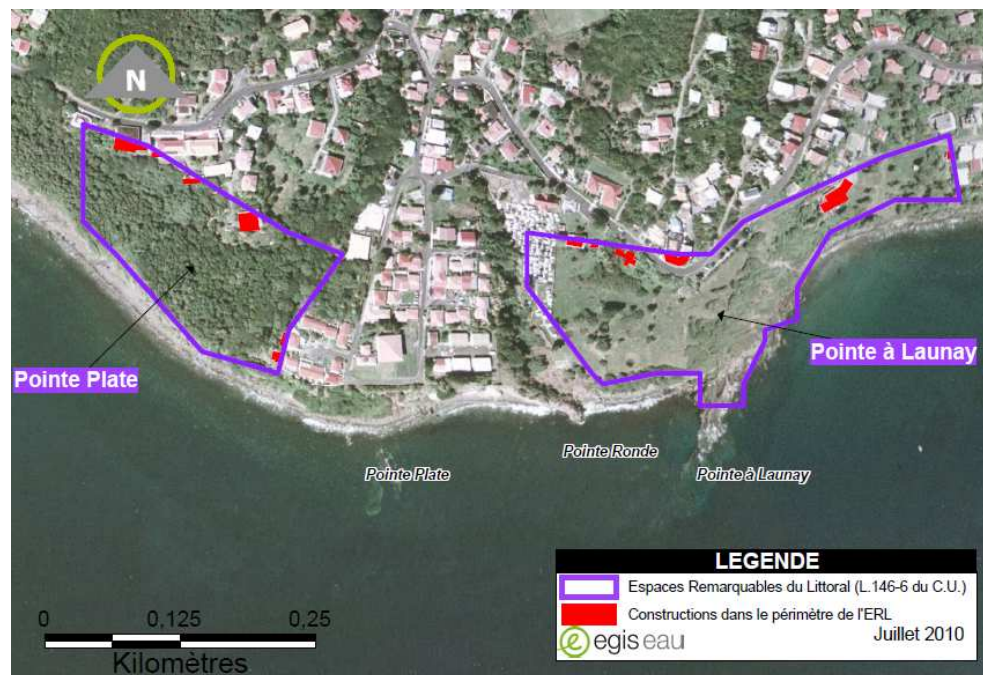 N
Pointe Plate
Pointe à Launay
Pointe Ronde
Pointe Plate
Pointe à Launay
LEGENDE
Espaces Remarquables du Littoral (L.146-6 du C.U.)
Constructions dans le périmètre de l'ERL
egis eau
Juillet 2010
0 0,125 0,25
Kilomètres